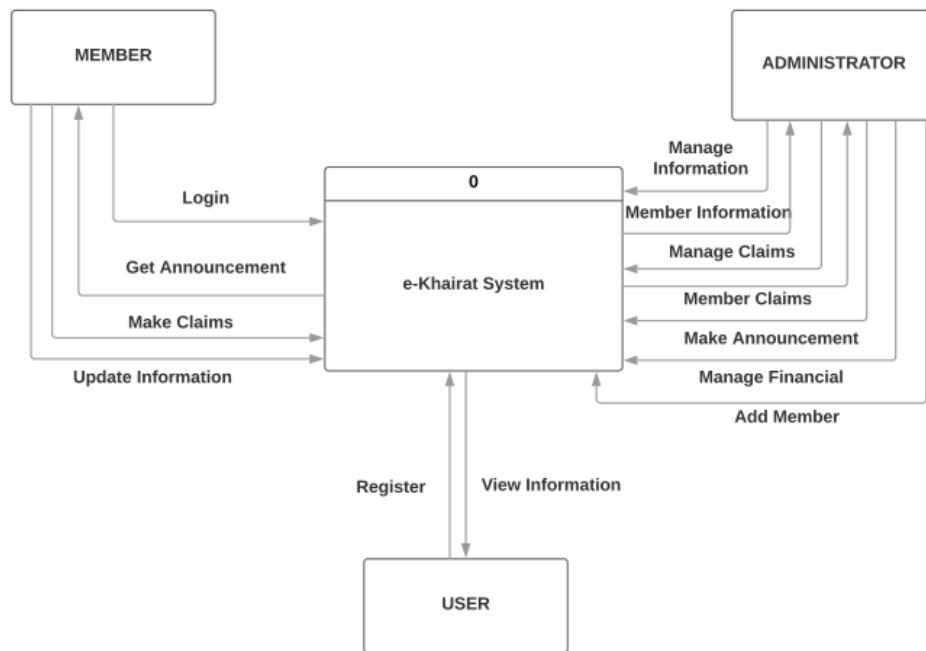 MEMBER
ADMINISTRATOR
Manage
Information
0
Login
Member Information
Manage Claims
Get Announcement
e-Khairat System
Member Claims
Make Claims
Make Announcement
Update Information
Manage Financial
Add Member
Register
View Information
USER